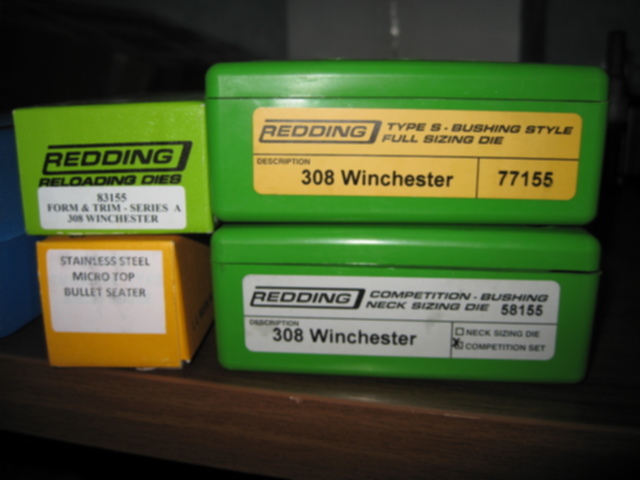 REDDING
RELOADING DIES
83155
FORM & TRIM - SERIES A
308 WINCHESTER
STAINLESS STEEL
MICRO TOP
BULLET SEATER
REDDING
TYPE S - BUSHING STYLE
FULL SIZING DIE
DESCRIPTION
308 Winchester
77155
REDDING
COMPETITION - BUSHING
NECK SIZING DIE 58155
DESCRIPTION
308 Winchester
NECK SIZING DIE
X COMPETITION SET